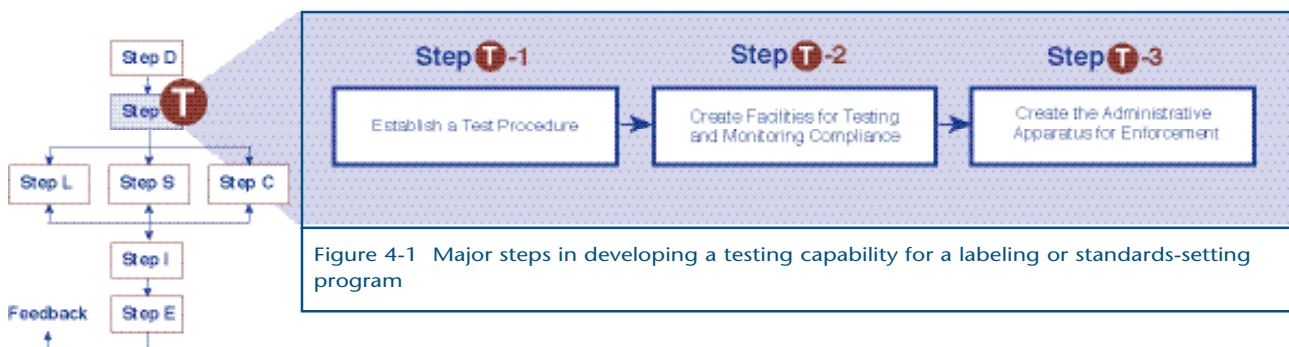 Step D
Step T
Step L
Step S
Step C
Step I
Step E
Feedback
Step T-1
Step T-2
Step T-3
Establish a Test Procedure
Create Facilities for Testing
and Monitoring Compliance
Create the Administrative
Apparatus for Enforcement
Figure 4-1 Major steps in developing a testing capability for a labeling or standards-setting
program